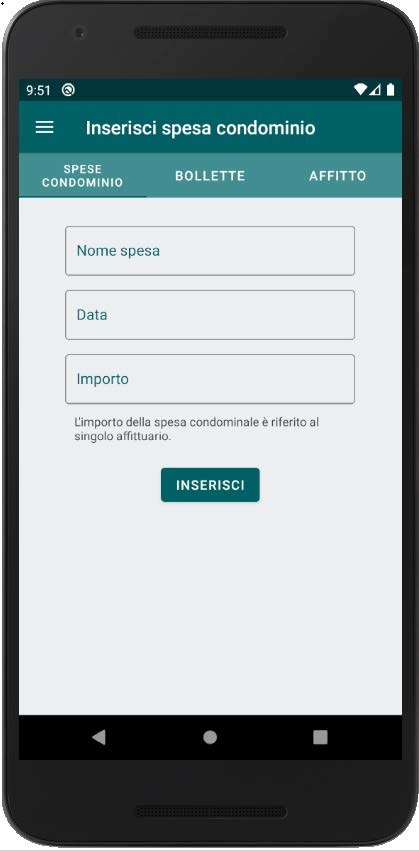 9:51
Inserisci spesa condominio
SPESE
CONDOMINIO
BOLLETTE
AFFITTO
Nome spesa
Data
Importo
L'importo della spesa condominale è riferito al
singolo affittuario.
INSERISCI